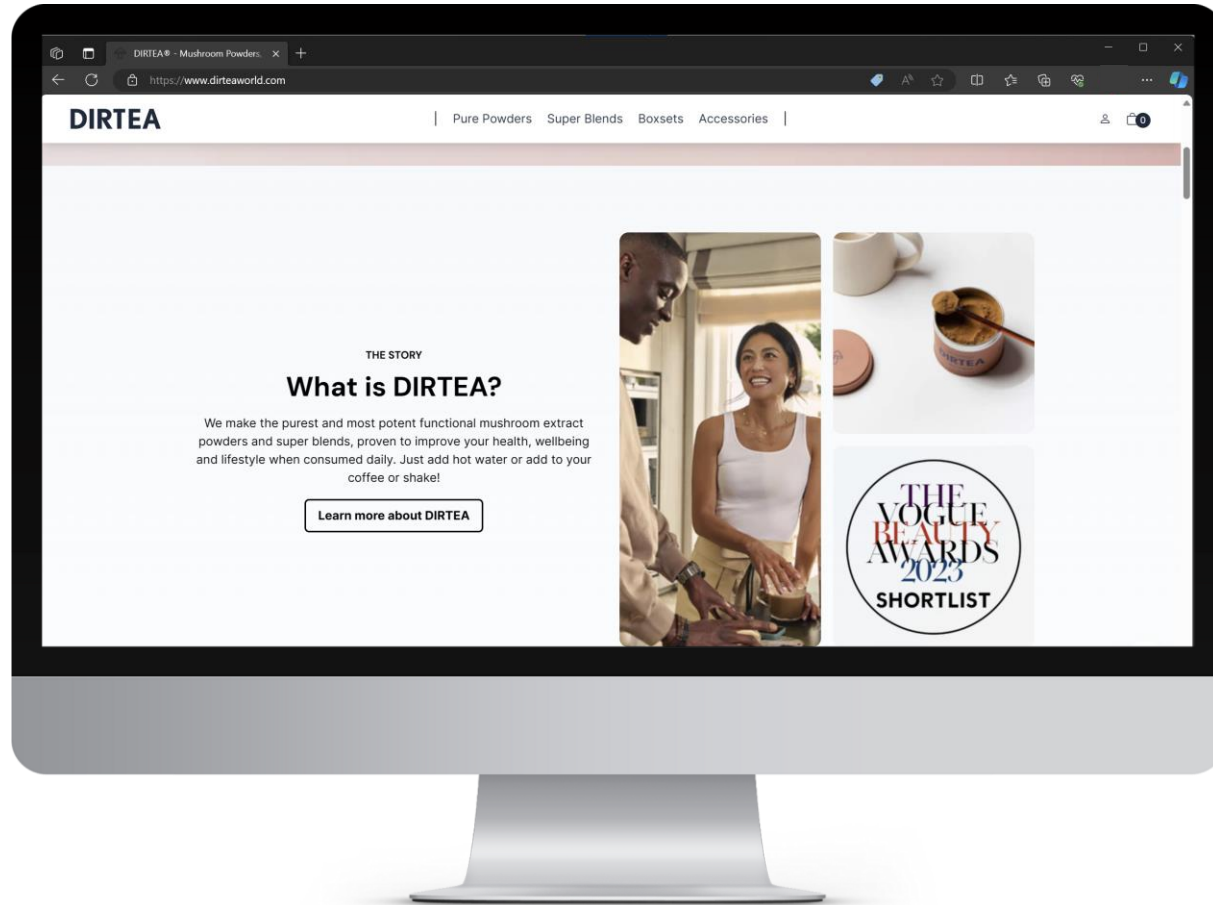 DIRTEA® - Mushroom Powders,
https://www.dirteaworld.com
DIRTEA
| Pure Powders Super Blends Boxsets Accessories |
0
THE STORY
What is DIRTEA?
We make the purest and most potent functional mushroom extract
powders and super blends, proven to improve your health, wellbeing
and lifestyle when consumed daily. Just add hot water or add to your
coffee or shake!
Learn more about DIRTEA
DIRTEA
THE
VOGUE
BEAUTY
AWARDS
2023
SHORTLIST